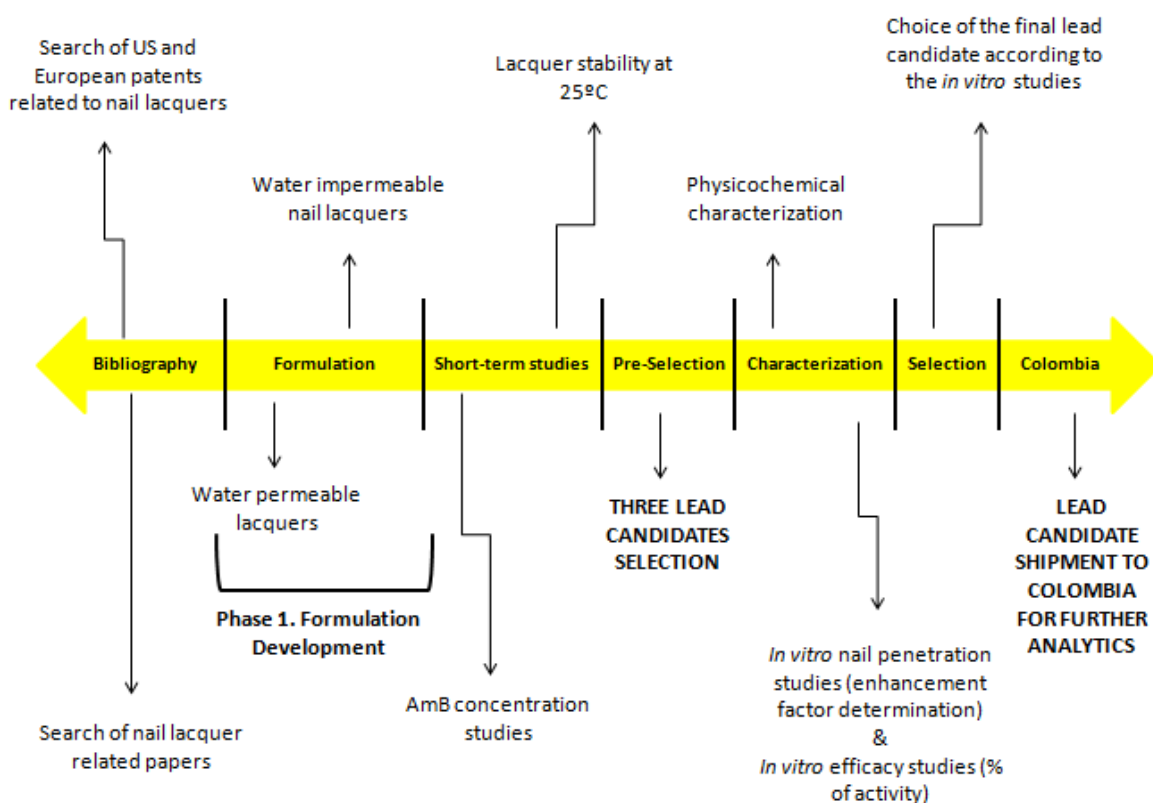 Search of US and
European patents
related to nail lacquers
Water impermeable
nail lacquers
Lacquer stability at
25ºC
Physicochemical
characterization
Choice of the final lead
candidate according to
the in vitro studies
Bibliography
Formulation
Short-term studies
Pre-Selection
Characterization
Selection
Colombia
Water permeable
lacquers
Phase 1. Formulation
Development
Search of nail lacquer
related papers
AmB concentration
studies
THREE LEAD
CANDIDATES
SELECTION
In vitro nail penetration
studies (enhancement
factor determination)
&
In vitro efficacy studies (%
of activity)
LEAD
CANDIDATE
SHIPMENT TO
COLOMBIA
FOR FURTHER
ANALYTICS